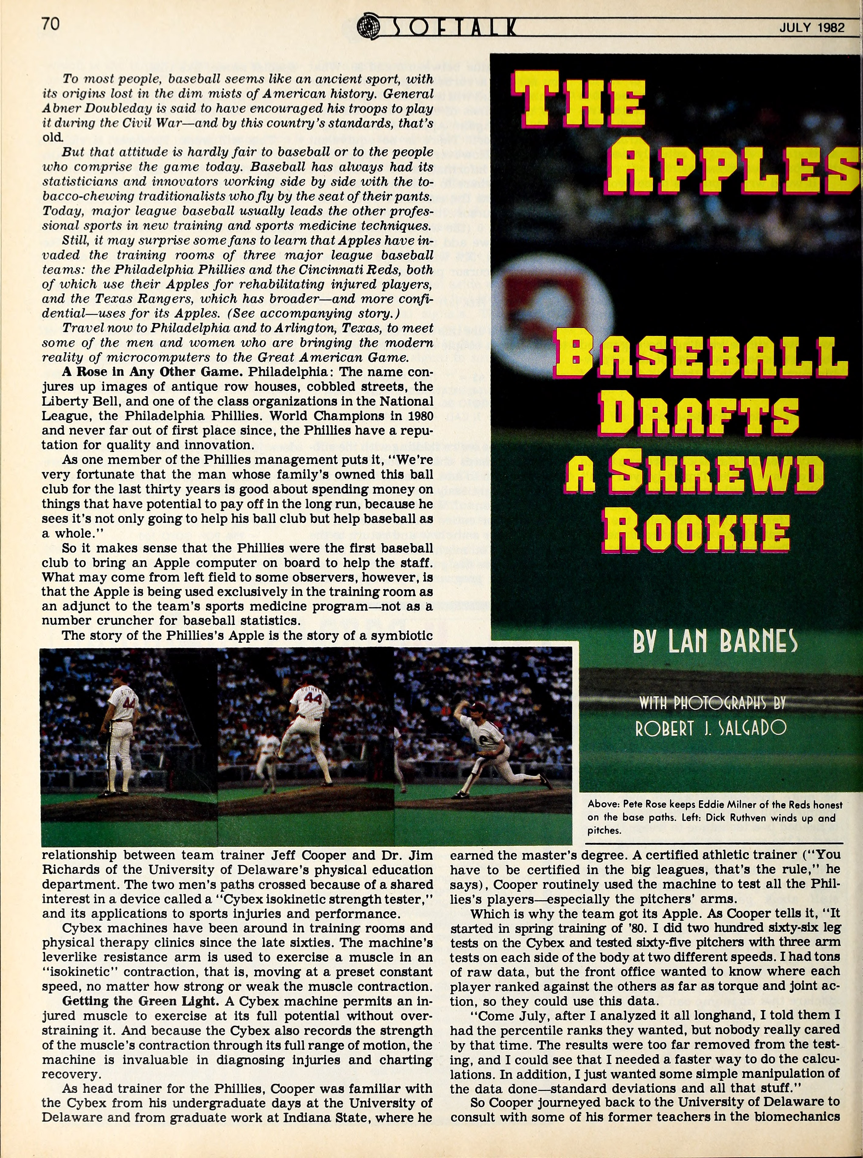 70
SOFTALK
JULY 1982
To most people, baseball seems like an ancient sport, with
its origins lost in the dim mists of American history. General
Abner Doubleday is said to have encouraged his troops to play
it during the Civil War—and by this country's standards, that's
old.
But that attitude is hardly fair to baseball or to the people
who comprise the game today. Baseball has always had its
statisticians and innovators working side by side with the to-
bacco-chewing traditionalists who fly by the seat of their pants.
Today, major league baseball usually leads the other profes-
sional sports in new training and sports medicine techniques.
Still, it may surprise some fans to learn that Apples have in-
vaded the training rooms of three major league baseball
teams: the Philadelphia Phillies and the Cincinnati Reds, both
of which use their Apples for rehabilitating injured players,
and the Texas Rangers, which has broader—and more confi-
dential—uses for its Apples. (See accompanying story.)
Travel now to Philadelphia and to Arlington, Texas, to meet
some of the men and women who are bringing the modern
reality of microcomputers to the Great American Game.
A Rose in Any Other Game. Philadelphia: The name con-
jures up images of antique row houses, cobbled streets, the
Liberty Bell, and one of the class organizations in the National
League, the Philadelphia Phillies. World Champions in 1980
and never far out of first place since, the Phillies have a repu-
tation for quality and innovation.
As one member of the Phillies management puts it, "We're
very fortunate that the man whose family's owned this ball
club for the last thirty years is good about spending money on
things that have potential to pay off in the long run, because he
sees it's not only going to help his ball club but help baseball as
a whole."
So it makes sense that the Phillies were the first baseball
club to bring an Apple computer on board to help the staff.
What may come from left field to some observers, however, is
that the Apple is being used exclusively in the training room as
an adjunct to the team's sports medicine program—not as a
number cruncher for baseball statistics.
The story of the Phillies's Apple is the story of a symbiotic
THE
APPLES
BASEBALL
DRAFTS
A SHREWD
ROOKIE
BY LAN BARNES
WITH PHOTOGRAPHS BY
ROBERT J. SALGADO
44
44
Above: Pete Rose keeps Eddie Milner of the Reds honest
on the base paths. Left: Dick Ruthven winds up and
pitches.
relationship between team trainer Jeff Cooper and Dr. Jim
Richards of the University of Delaware's physical education
department. The two men's paths crossed because of a shared
interest in a device called a "Cybex isokinetic strength tester,"
and its applications to sports injuries and performance.
Cybex machines have been around in training rooms and
physical therapy clinics since the late sixties. The machine's
leverlike resistance arm is used to exercise a muscle in an
"isokinetic" contraction, that is, moving at a preset constant
speed, no matter how strong or weak the muscle contraction.
Getting the Green Light. A Cybex machine permits an in-
jured muscle to exercise at its full potential without over-
straining it. And because the Cybex also records the strength
of the muscle's contraction through its full range of motion, the
machine is invaluable in diagnosing injuries and charting
recovery.
As head trainer for the Phillies, Cooper was familiar with
the Cybex from his undergraduate days at the University of
Delaware and from graduate work at Indiana State, where he
earned the master's degree. A certified athletic trainer ("You
have to be certified in the big leagues, that's the rule," he
says), Cooper routinely used the machine to test all the Phil-
lies's players—especially the pitchers' arms.
Which is why the team got its Apple. As Cooper tells it, "It
started in spring training of '80. I did two hundred sixty-six leg
tests on the Cybex and tested sixty-five pitchers with three arm
tests on each side of the body at two different speeds. I had tons
of raw data, but the front office wanted to know where each
player ranked against the others as far as torque and joint ac-
tion, so they could use this data.
"Come July, after I analyzed it all longhand, I told them I
had the percentile ranks they wanted, but nobody really cared
by that time. The results were too far removed from the test-
ing, and I could see that I needed a faster way to do the calcu-
lations. In addition, I just wanted some simple manipulation of
the data done—standard deviations and all that stuff."
So Cooper journeyed back to the University of Delaware to
consult with some of his former teachers in the biomechanics